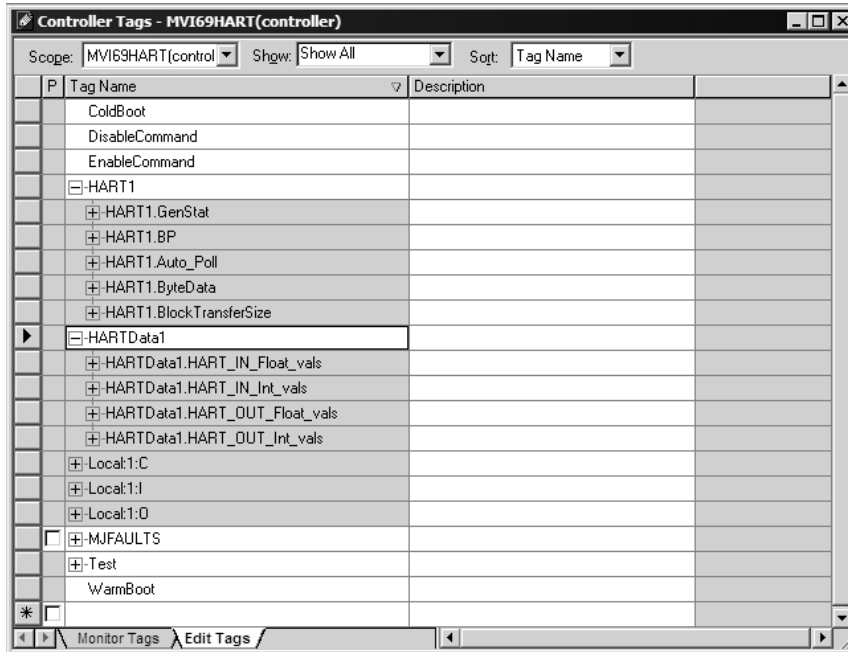 Controller Tags - MVI69HART(controller)
Scope: MVI69HART(control Show: Show All Sort: Tag Name
P Tag Name Description
ColdBoot
DisableCommand
EnableCommand
HART1
HART1.GenStat
HART1.BP
HART1.Auto_Poll
HART1.ByteData
HART1.BlockTransferSize
HARTData1
HARTData1.HART_IN_Float_vals
HARTData1.HART_IN_Int_vals
HARTData1.HART_OUT_Float_vals
HARTData1.HART_OUT_Int_vals
Local:1:C
Local:1:I
Local:1:O
MJFAULTS
Test
WarmBoot
Monitor Tags Edit Tags